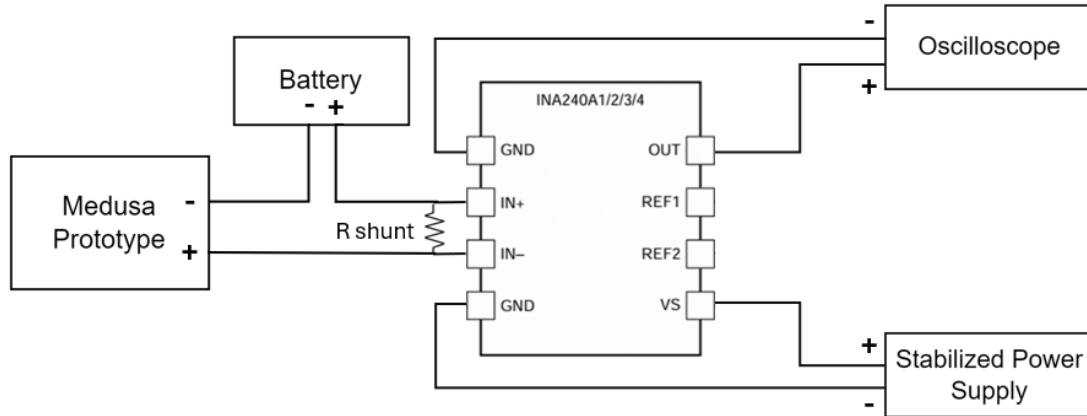 -
Oscilloscope
+
Battery
- +
INA240A1/2/3/4
GND
OUT
Medusa
Prototype
-
+
IN+
REF1
R shunt
IN–
REF2
GND
VS
+
Stabilized Power
Supply
-